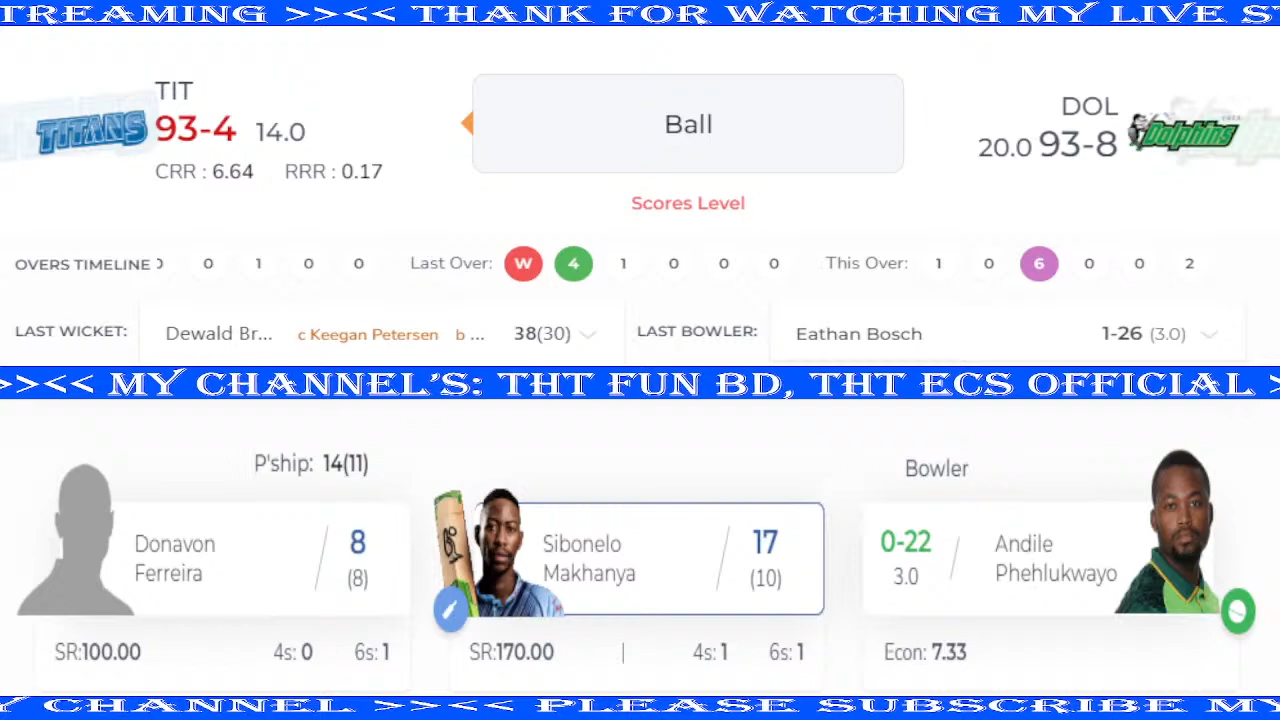 TREAMING >><< THANK FOR WATCHING MY LIVE ST
TIT
93-4 14.0
CRR : 6.64 RRR : 0.17
TITANS
Ball
Scores Level
DOL
20.0 93-8
Dolphins
OVERS TIMELINE 0 0 1 0 0 Last Over: W 4 1 0 0 0 This Over: 1 0 6 0 0 2
LAST WICKET: Dewald Br... c Keegan Petersen b ... 38(30) LAST BOWLER: Eathan Bosch 1-26 (3.0)
>><< MY CHANNEL'S: THT FUN BD, THT ECS OFFICIAL >
P'ship: 14(11)
Bowler
Donavon
Ferreira
8
(8)
Sibonelo
Makhanya
17
(10)
0-22
3.0
Andile
Phehlukwayo
SR:100.00 4s: 0 6s: 1
SR:170.00 | 4s: 1 6s: 1
Econ: 7.33
Y CHANNEL >><< PLEASE SUBSCRIBE MY